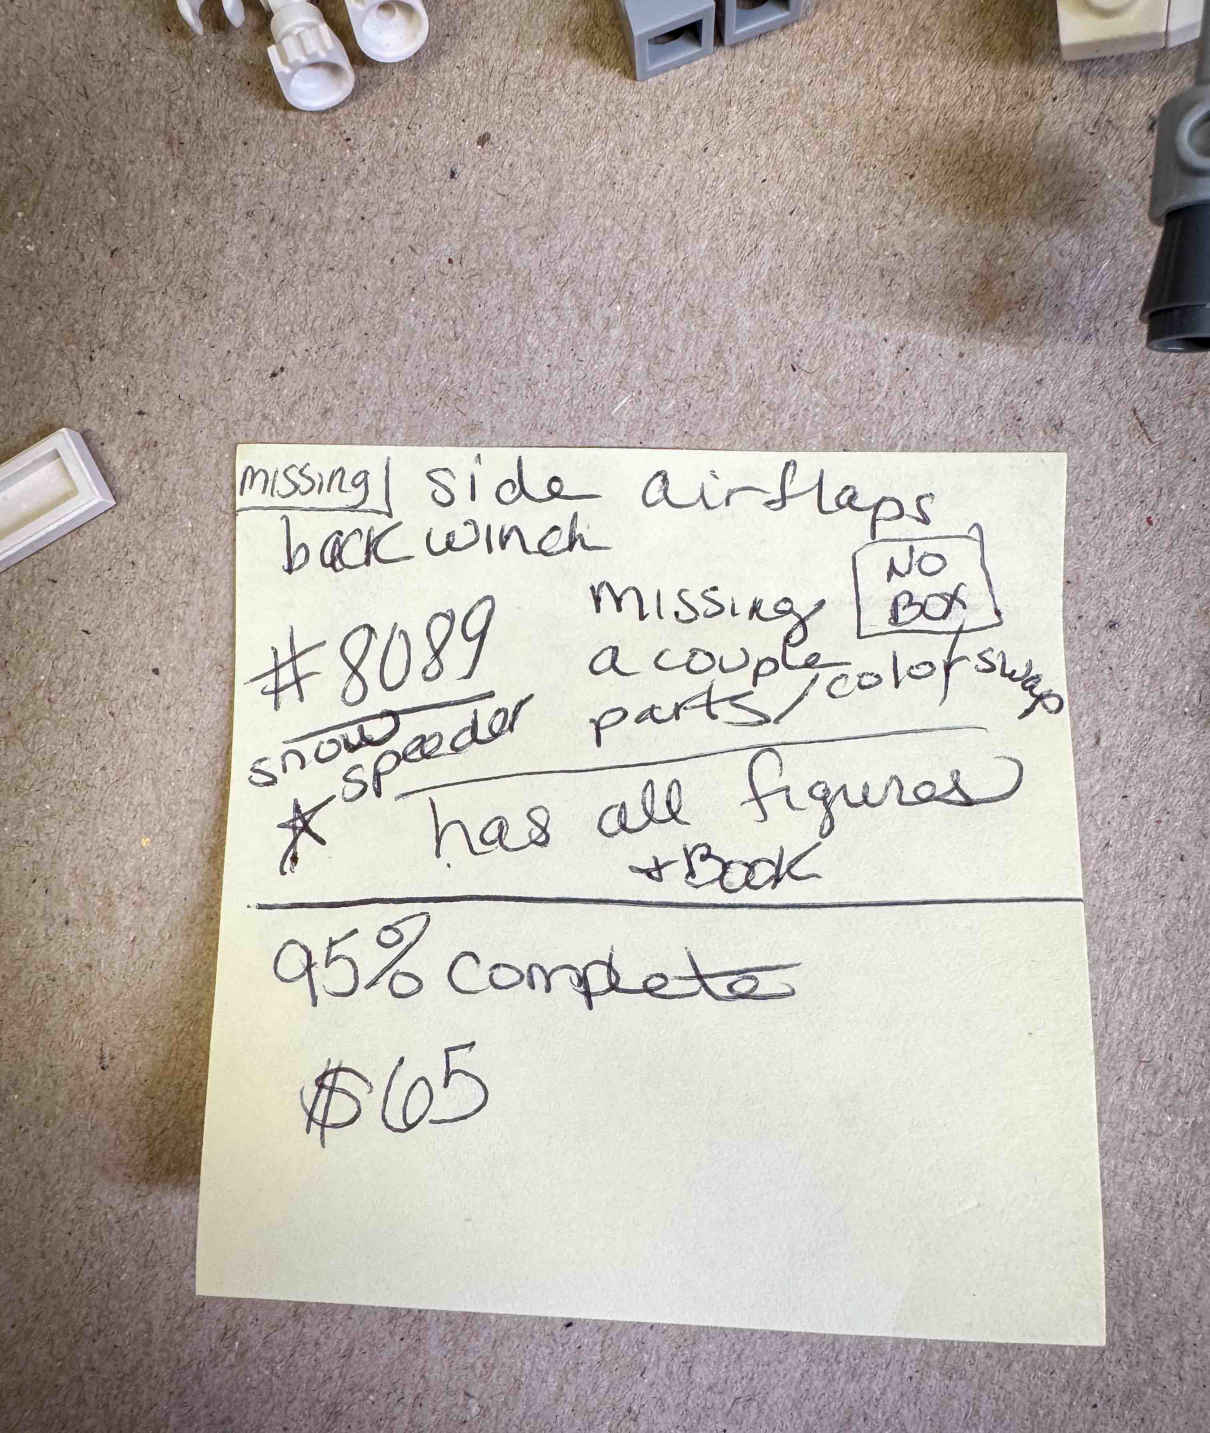 missing side airflaps
back winch
NO
BOX
#8089
snow
speeder
missing
a couple
parts/color swap
* has all figures
+ Book
95% complete
$65